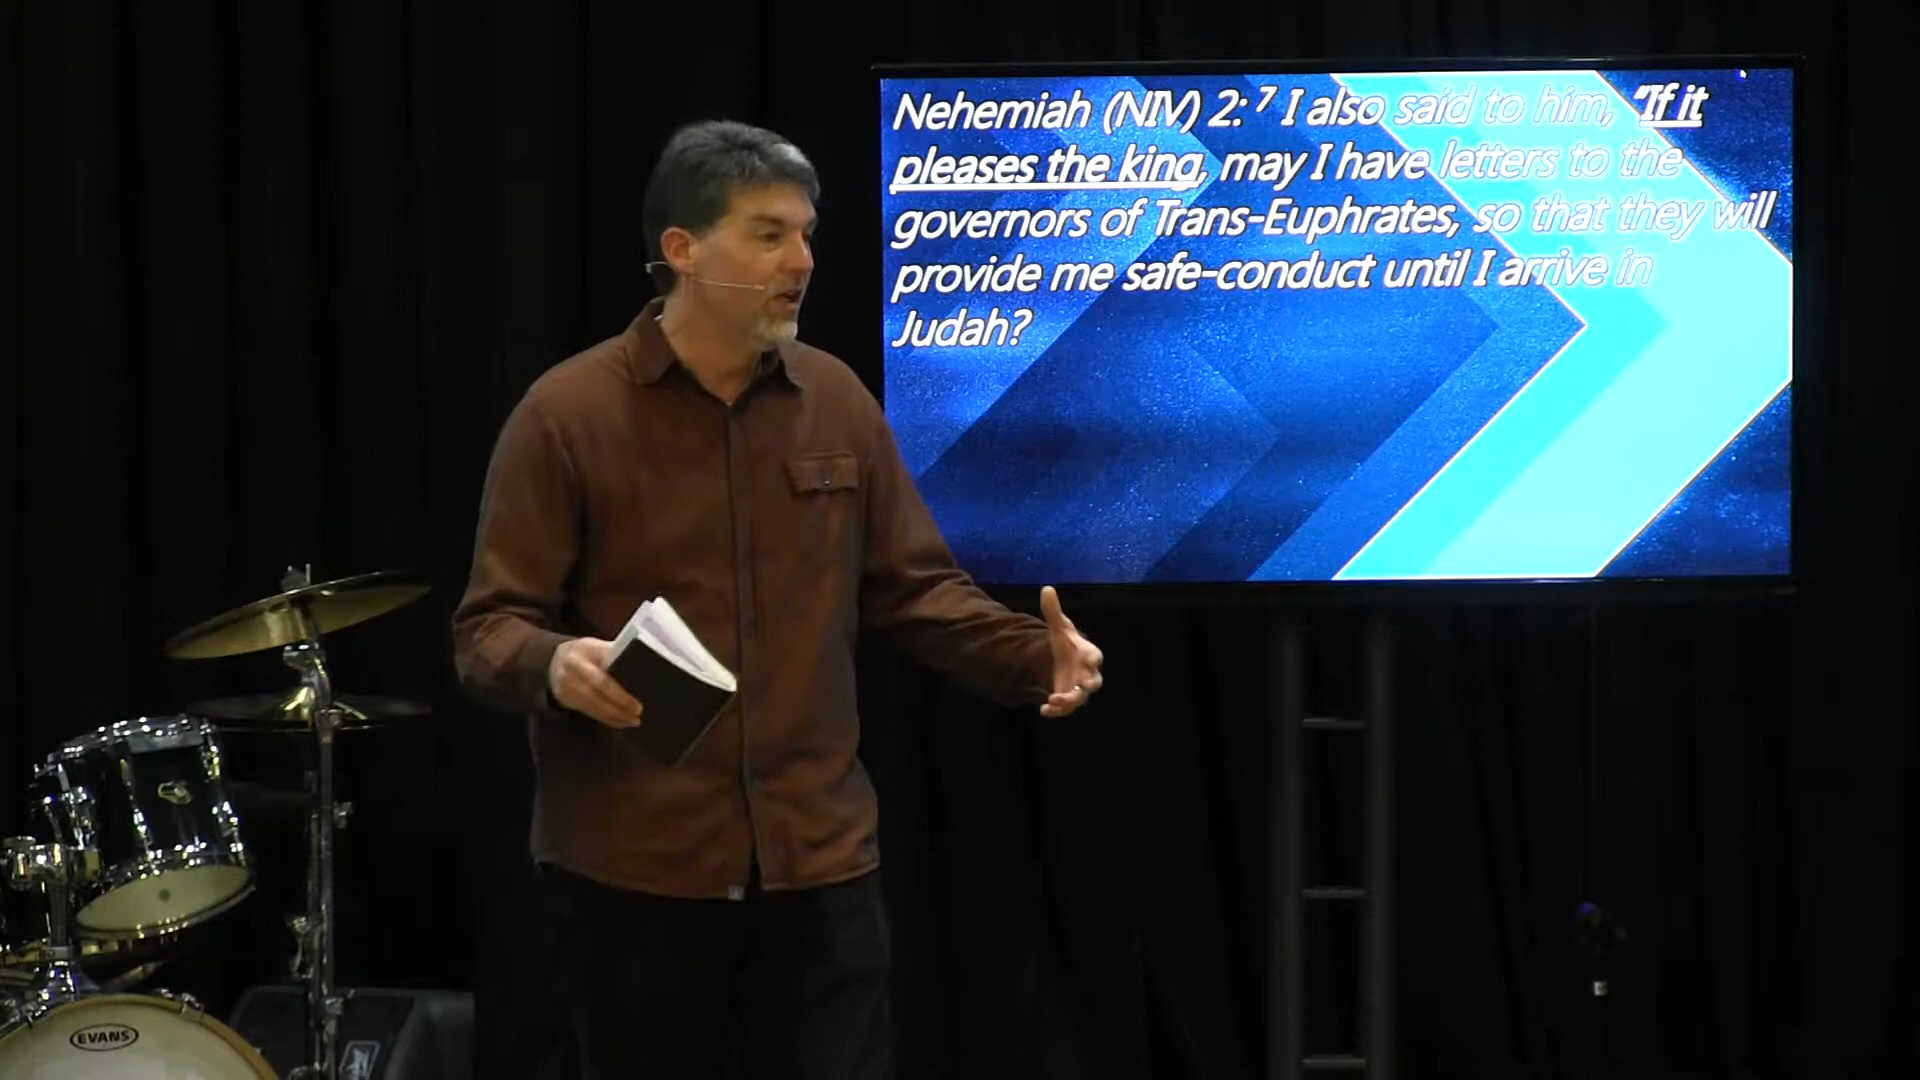 Nehemiah (NIV) 2: ⁷ I also said to him, “If it
pleases the king, may I have letters to the
governors of Trans-Euphrates, so that they will
provide me safe-conduct until I arrive in
Judah?
EVANS